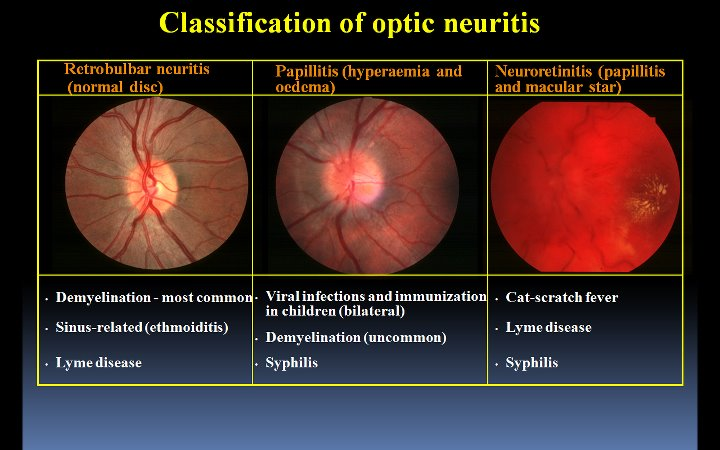 Classification of optic neuritis
Retrobulbar neuritis
(normal disc)
Papillitis (hyperaemia and
oedema)
Neuroretinitis (papillitis
and macular star)
• Demyelination - most common
• Sinus-related (ethmoiditis)
• Lyme disease
• Viral infections and immunization
in children (bilateral)
• Demyelination (uncommon)
• Syphilis
• Cat-scratch fever
• Lyme disease
• Syphilis